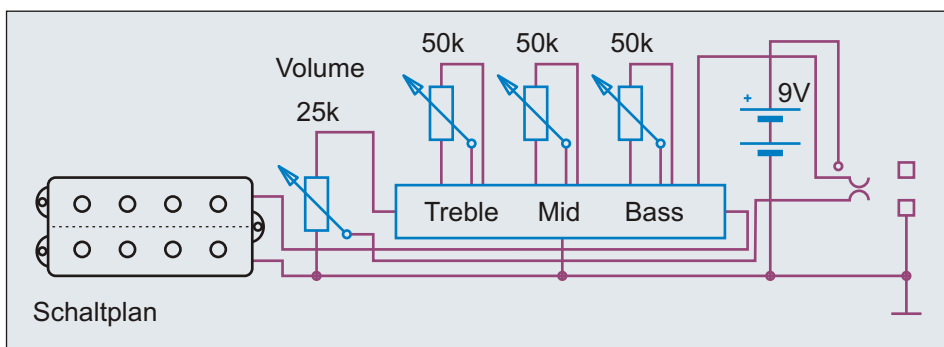 50k 50k 50k
Volume
25k
+ 9V
Treble Mid Bass
Schaltplan